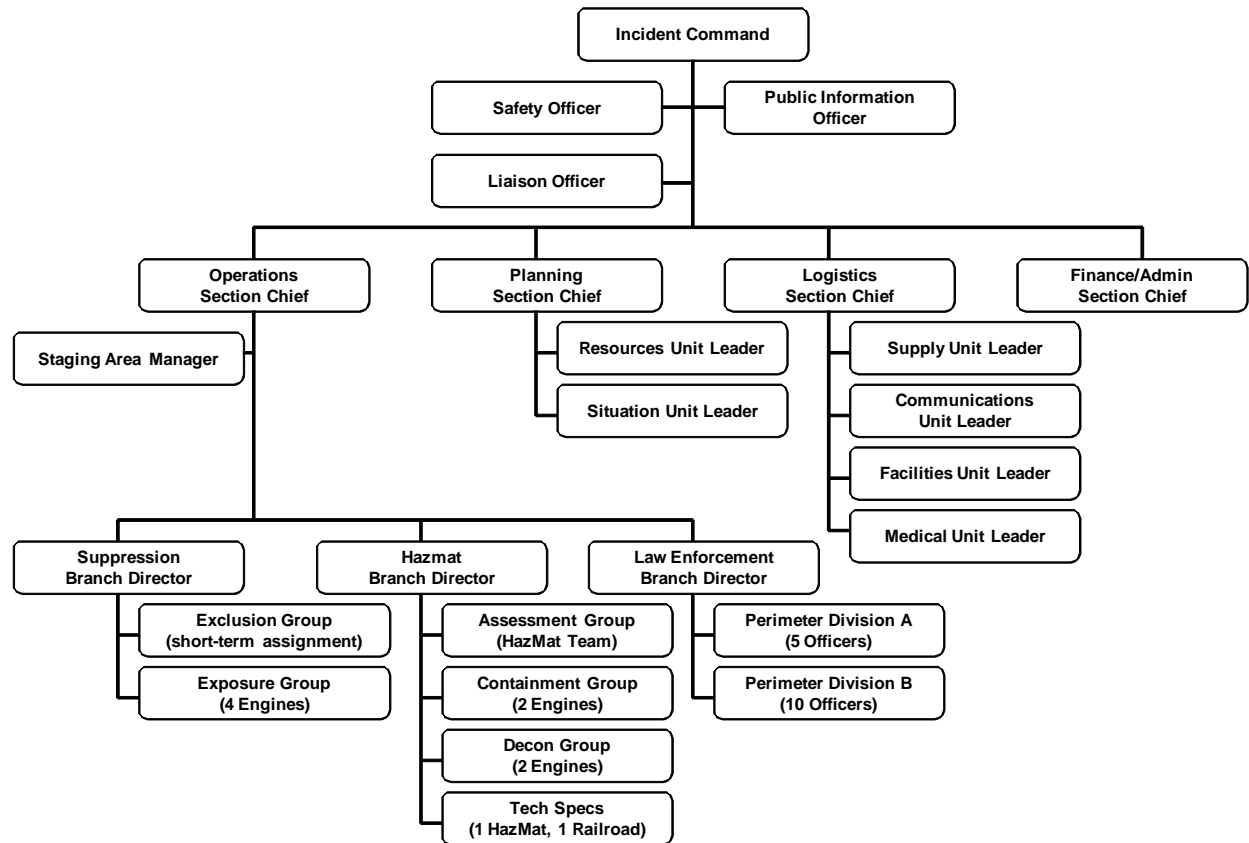 Incident Command
Safety Officer
Public Information
Officer
Liaison Officer
Operations
Section Chief
Planning
Section Chief
Logistics
Section Chief
Finance/Admin
Section Chief
Staging Area Manager
Resources Unit Leader
Situation Unit Leader
Supply Unit Leader
Communications
Unit Leader
Facilities Unit Leader
Medical Unit Leader
Suppression
Branch Director
Hazmat
Branch Director
Law Enforcement
Branch Director
Exclusion Group
(short-term assignment)
Exposure Group
(4 Engines)
Assessment Group
(HazMat Team)
Containment Group
(2 Engines)
Decon Group
(2 Engines)
Tech Specs
(1 HazMat, 1 Railroad)
Perimeter Division A
(5 Officers)
Perimeter Division B
(10 Officers)